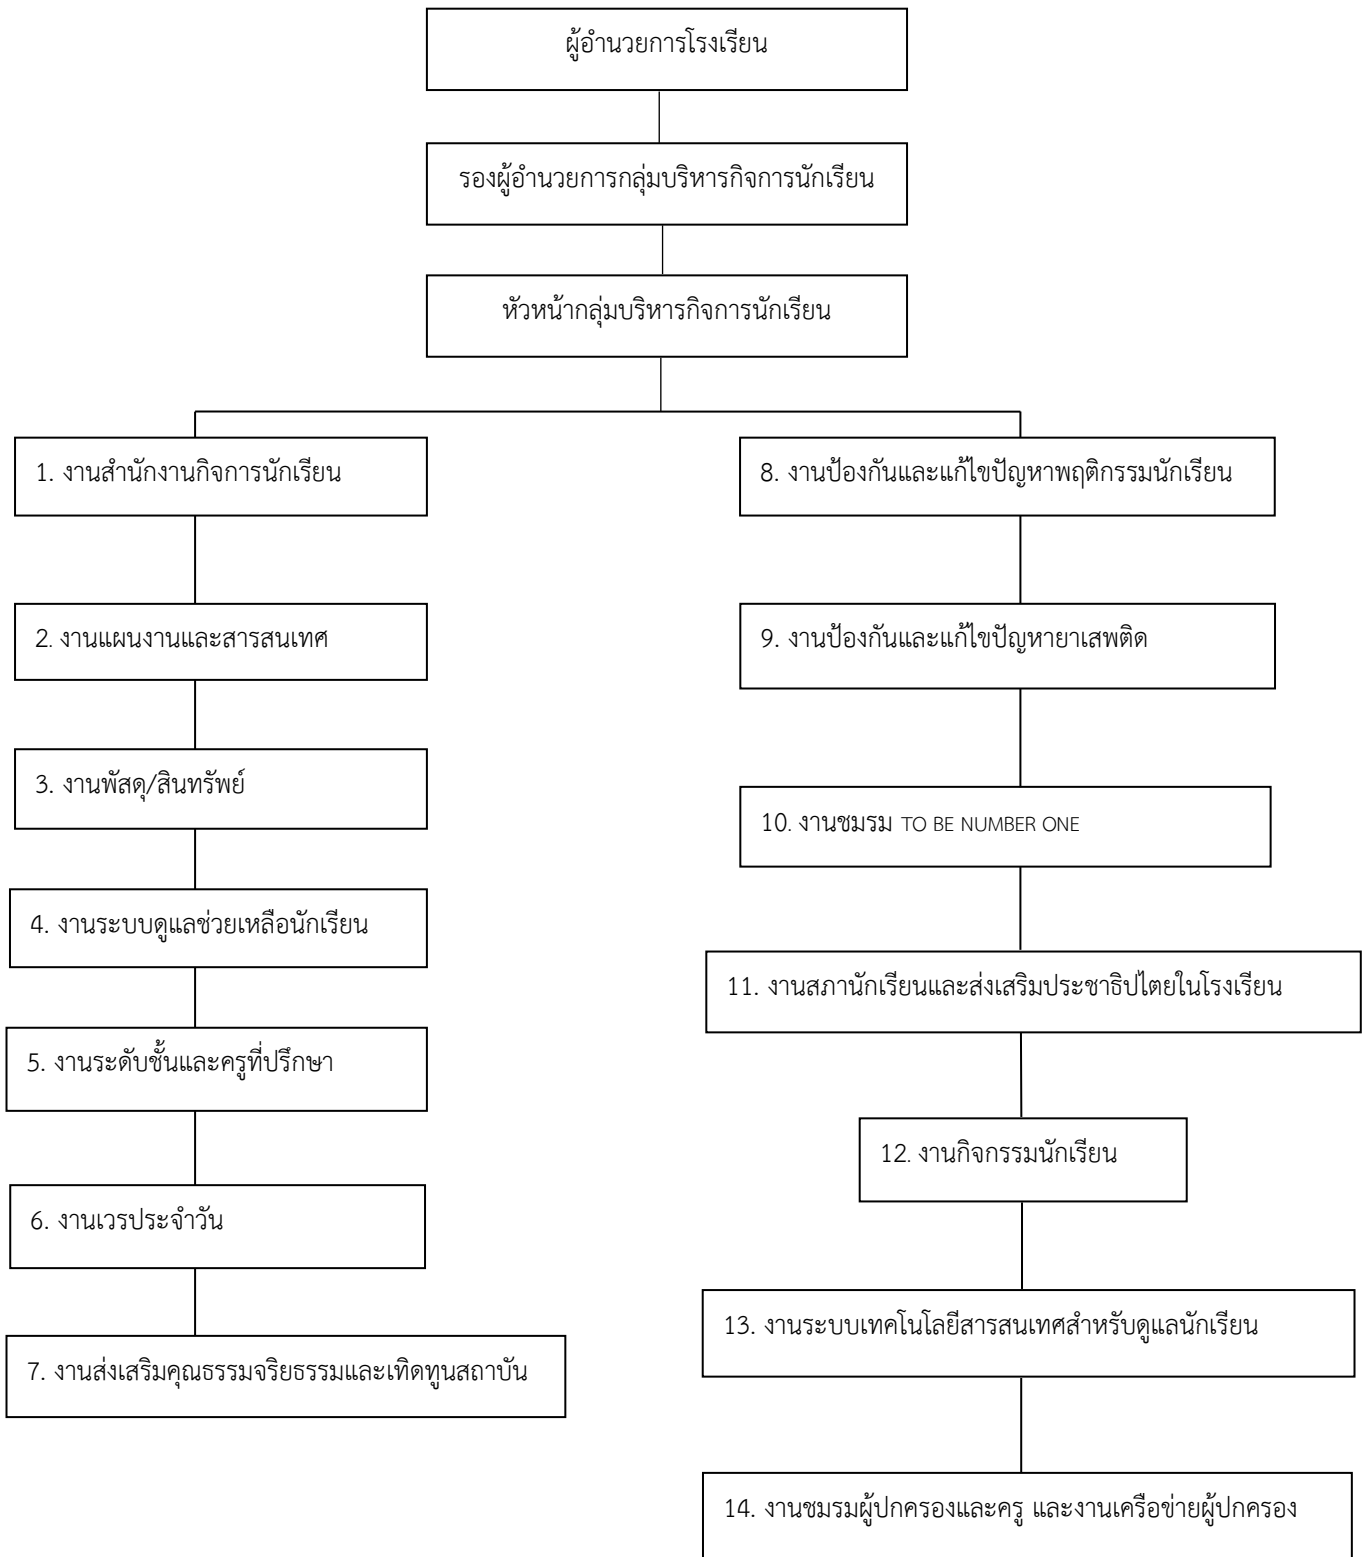 ผู้อำนวยการโรงเรียน
รองผู้อำนวยการกลุ่มบริหารกิจการนักเรียน
หัวหน้ากลุ่มบริหารกิจการนักเรียน
1. งานสำนักงานกิจการนักเรียน
2. งานแผนงานและสารสนเทศ
3. งานพัสดุ/สินทรัพย์
4. งานระบบดูแลช่วยเหลือนักเรียน
5. งานระดับชั้นและครูที่ปรึกษา
6. งานเวรประจำวัน
7. งานส่งเสริมคุณธรรมจริยธรรมและเทิดทูนสถาบัน
8. งานป้องกันและแก้ไขปัญหาพฤติกรรมนักเรียน
9. งานป้องกันและแก้ไขปัญหายาเสพติด
10. งานชมรม TO BE NUMBER ONE
11. งานสภานักเรียนและส่งเสริมประชาธิปไตยในโรงเรียน
12. งานกิจกรรมนักเรียน
13. งานระบบเทคโนโลยีสารสนเทศสำหรับดูแลนักเรียน
14. งานชมรมผู้ปกครองและครู และงานเครือข่ายผู้ปกครอง